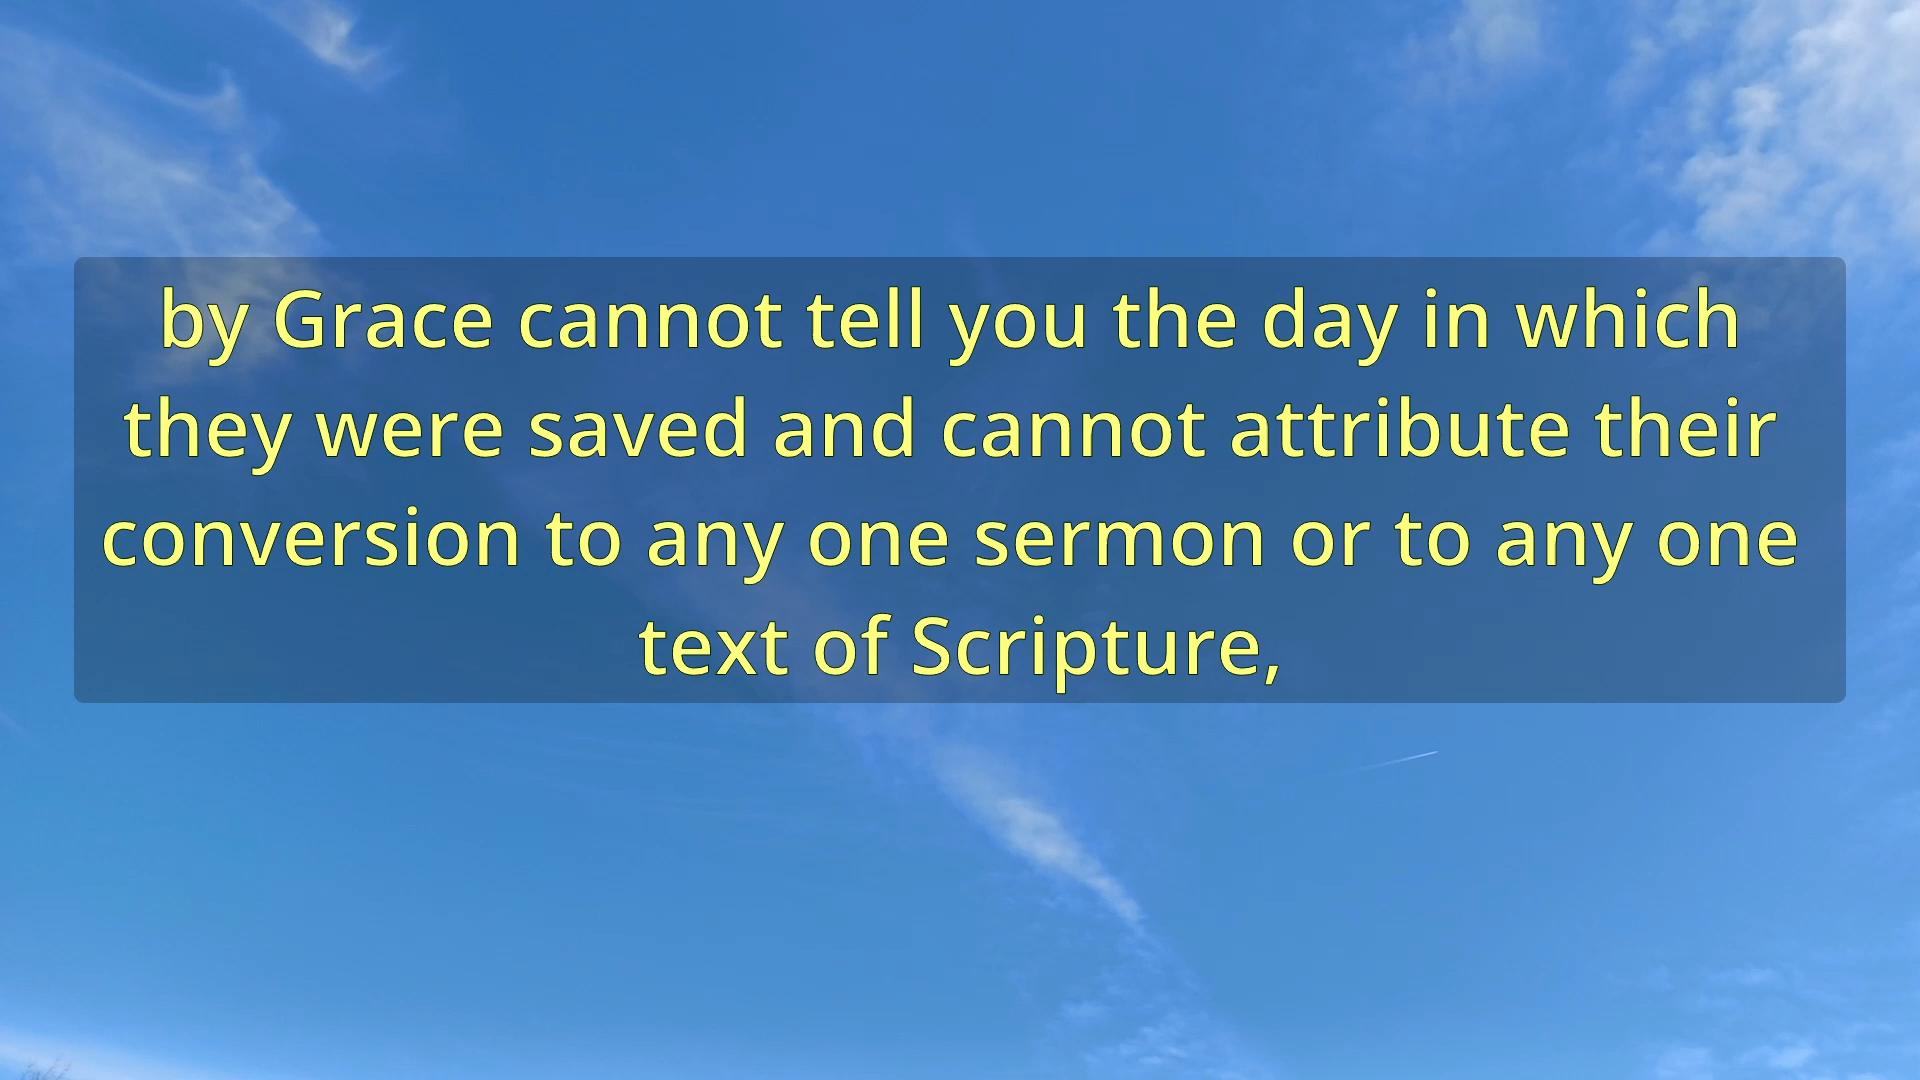 by Grace cannot tell you the day in which
they were saved and cannot attribute their
conversion to any one sermon or to any one
text of Scripture,